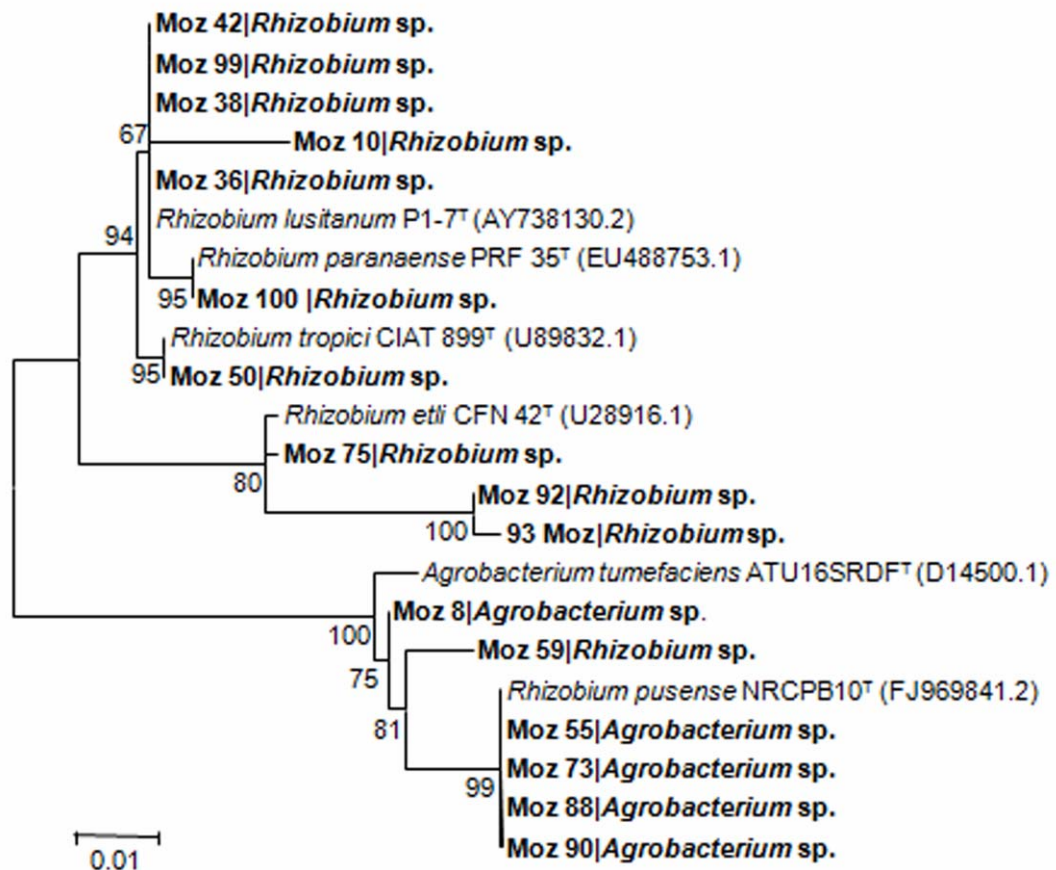 Moz 42|Rhizobium sp.
Moz 99|Rhizobium sp.
Moz 38|Rhizobium sp.
67
Moz 10|Rhizobium sp.
Moz 36|Rhizobium sp.
Rhizobium lusitanum P1-7ᵀ (AY738130.2)
94
Rhizobium paranaense PRF 35ᵀ (EU488753.1)
95
Moz 100 |Rhizobium sp.
Rhizobium tropici CIAT 899ᵀ (U89832.1)
95
Moz 50|Rhizobium sp.
Rhizobium etli CFN 42ᵀ (U28916.1)
Moz 75|Rhizobium sp.
80
Moz 92|Rhizobium sp.
100
93 Moz|Rhizobium sp.
Agrobacterium tumefaciens ATU16SRDFᵀ (D14500.1)
Moz 8|Agrobacterium sp.
100
Moz 59|Rhizobium sp.
75
Rhizobium pusense NRCPB10ᵀ (FJ969841.2)
81
Moz 55|Agrobacterium sp.
Moz 73|Agrobacterium sp.
99
Moz 88|Agrobacterium sp.
Moz 90|Agrobacterium sp.
0.01